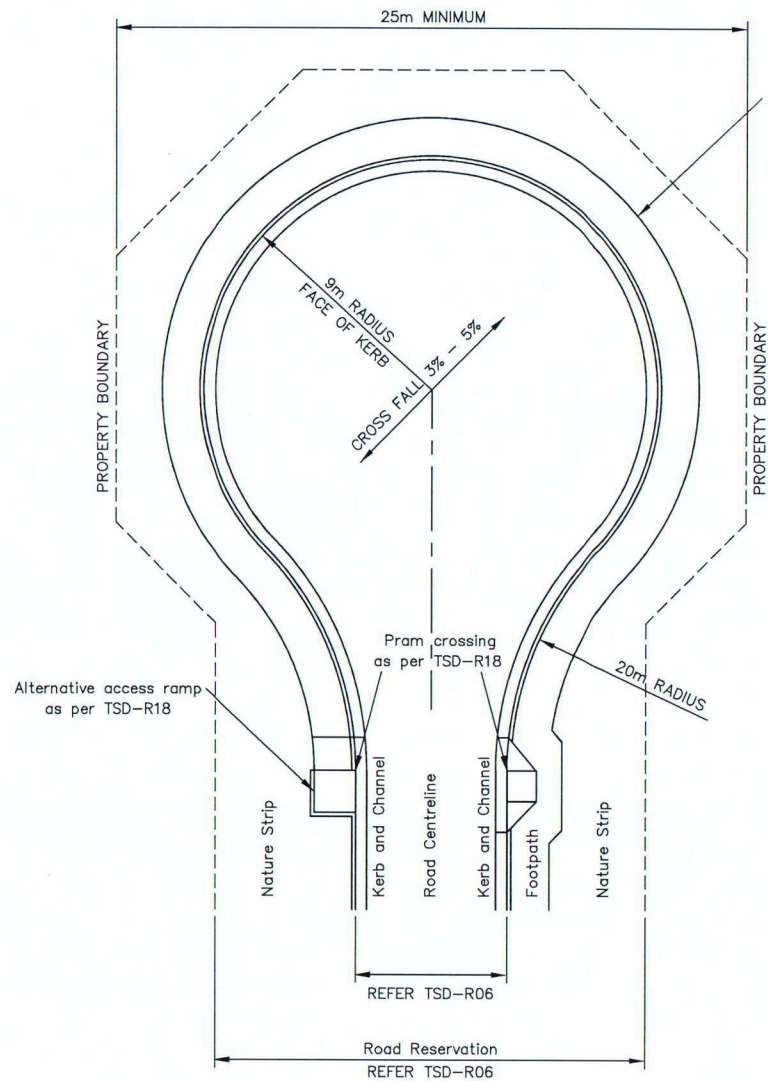 25m MINIMUM
PROPERTY BOUNDARY
9m RADIUS
FACE OF KERB
CROSS FALL 3% - 5%
PROPERTY BOUNDARY
Pram crossing
as per TSD-R18
20m RADIUS
Alternative access ramp
as per TSD-R18
Nature Strip
Kerb and Channel
Road Centreline
Kerb and Channel
Footpath
Nature Strip
REFER TSD-R06
Road Reservation
REFER TSD-R06